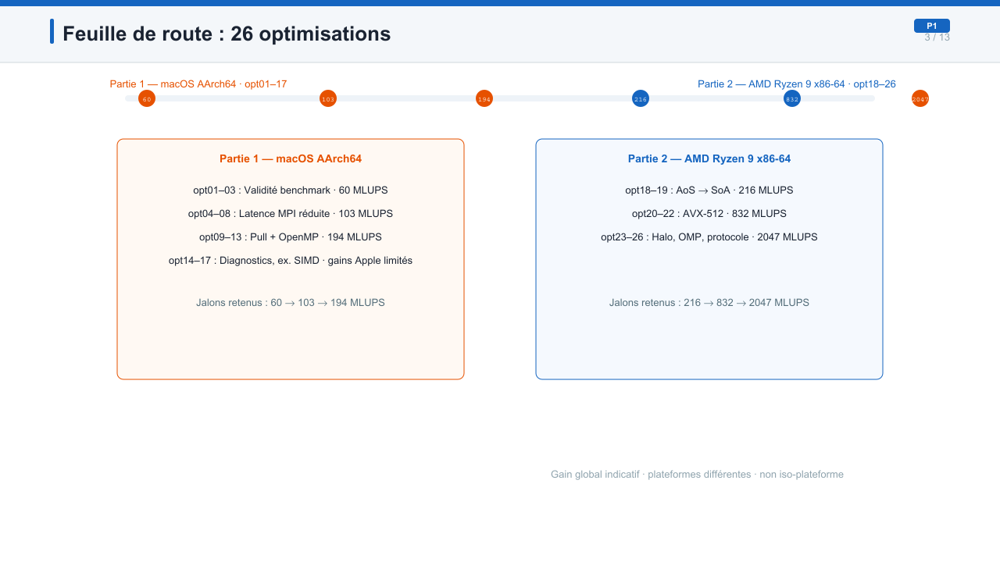 Feuille de route : 26 optimisations
P1
3 / 13
Partie 1 — macOS AArch64 · opt01–17
Partie 2 — AMD Ryzen 9 x86-64 · opt18–26
60 103 194 216 832 2047
Partie 1 — macOS AArch64
opt01–03 : Validité benchmark · 60 MLUPS
opt04–08 : Latence MPI réduite · 103 MLUPS
opt09–13 : Pull + OpenMP · 194 MLUPS
opt14–17 : Diagnostics, ex. SIMD · gains Apple limités
Jalons retenus : 60 → 103 → 194 MLUPS
Partie 2 — AMD Ryzen 9 x86-64
opt18–19 : AoS → SoA · 216 MLUPS
opt20–22 : AVX-512 · 832 MLUPS
opt23–26 : Halo, OMP, protocole · 2047 MLUPS
Jalons retenus : 216 → 832 → 2047 MLUPS
Gain global indicatif · plateformes différentes · non iso-plateforme